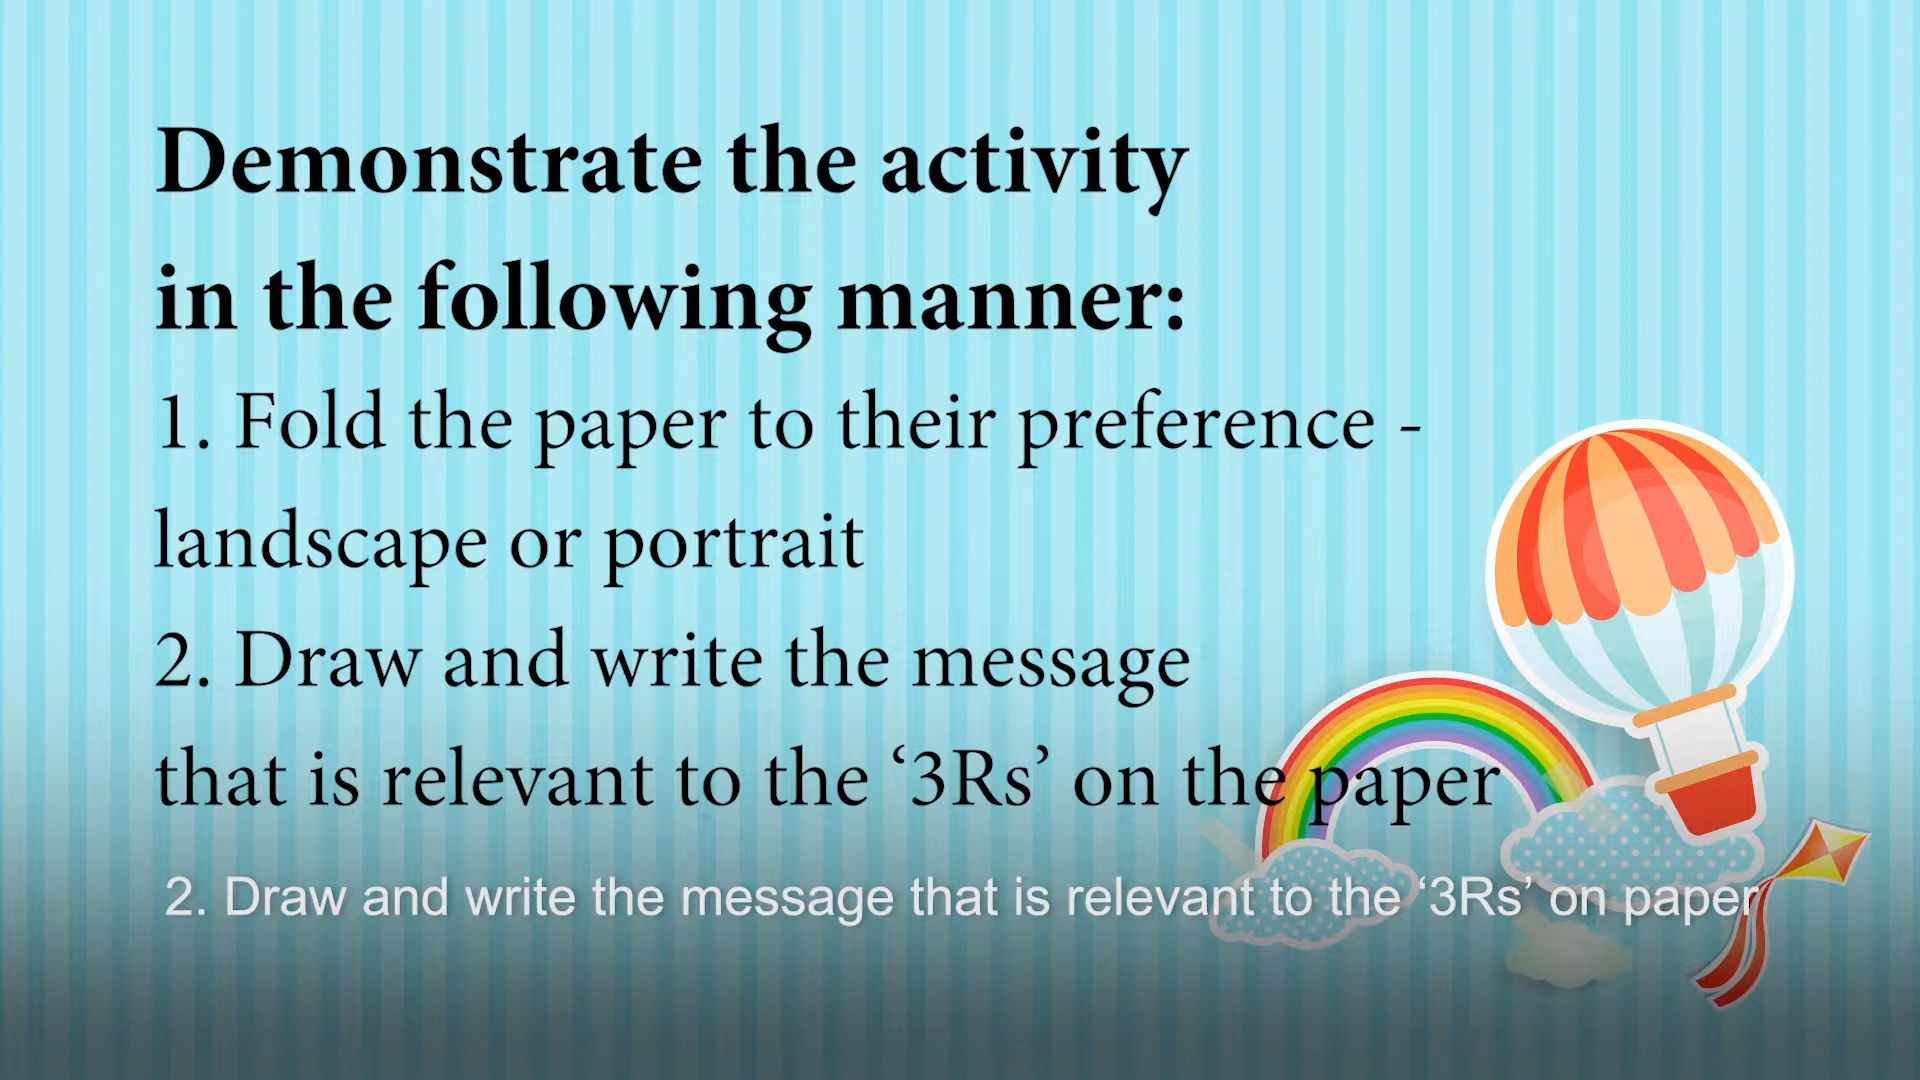 Demonstrate the activity
in the following manner:
1. Fold the paper to their preference -
landscape or portrait
2. Draw and write the message
that is relevant to the ‘3Rs’ on the paper
2. Draw and write the message that is relevant to the ‘3Rs’ on paper